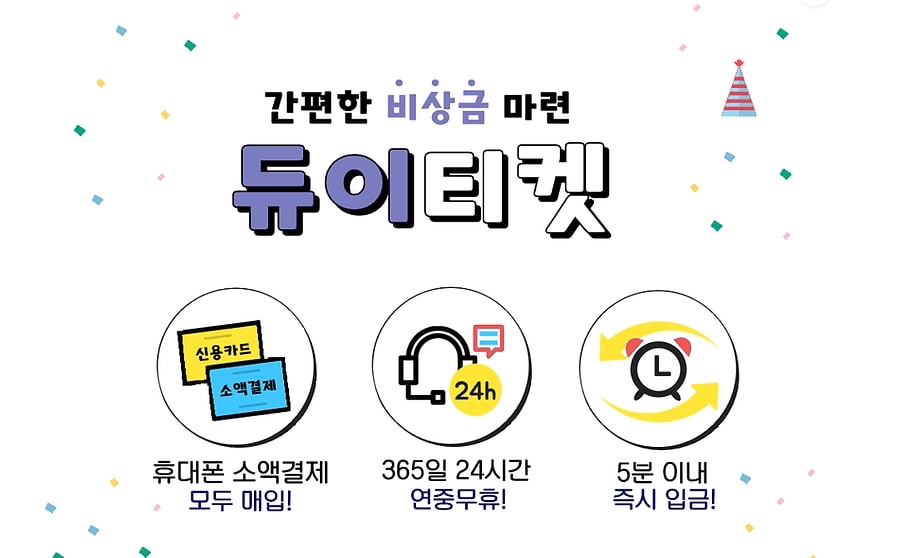 간편한 비상금 마련
듀이티켓
신용카드
소액결제
24h
휴대폰 소액결제
모두 매입!
365일 24시간
연중무휴!
5분 이내
즉시 입금!